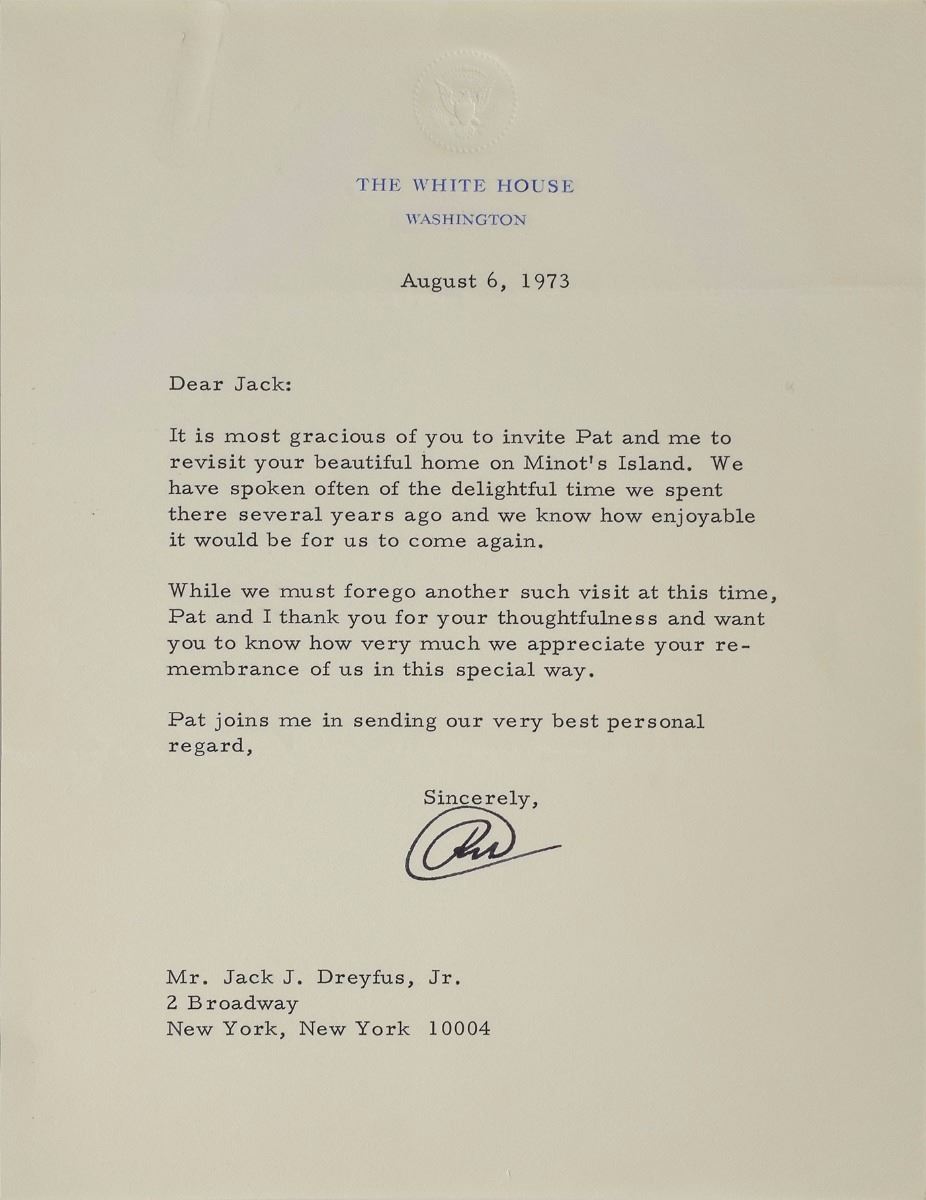 THE WHITE HOUSE
WASHINGTON
August 6, 1973
Dear Jack:
It is most gracious of you to invite Pat and me to
revisit your beautiful home on Minot's Island. We
have spoken often of the delightful time we spent
there several years ago and we know how enjoyable
it would be for us to come again.
While we must forego another such visit at this time,
Pat and I thank you for your thoughtfulness and want
you to know how very much we appreciate your re-
membrance of us in this special way.
Pat joins me in sending our very best personal
regard,
Sincerely,
RN
Mr. Jack J. Dreyfus, Jr.
2 Broadway
New York, New York 10004